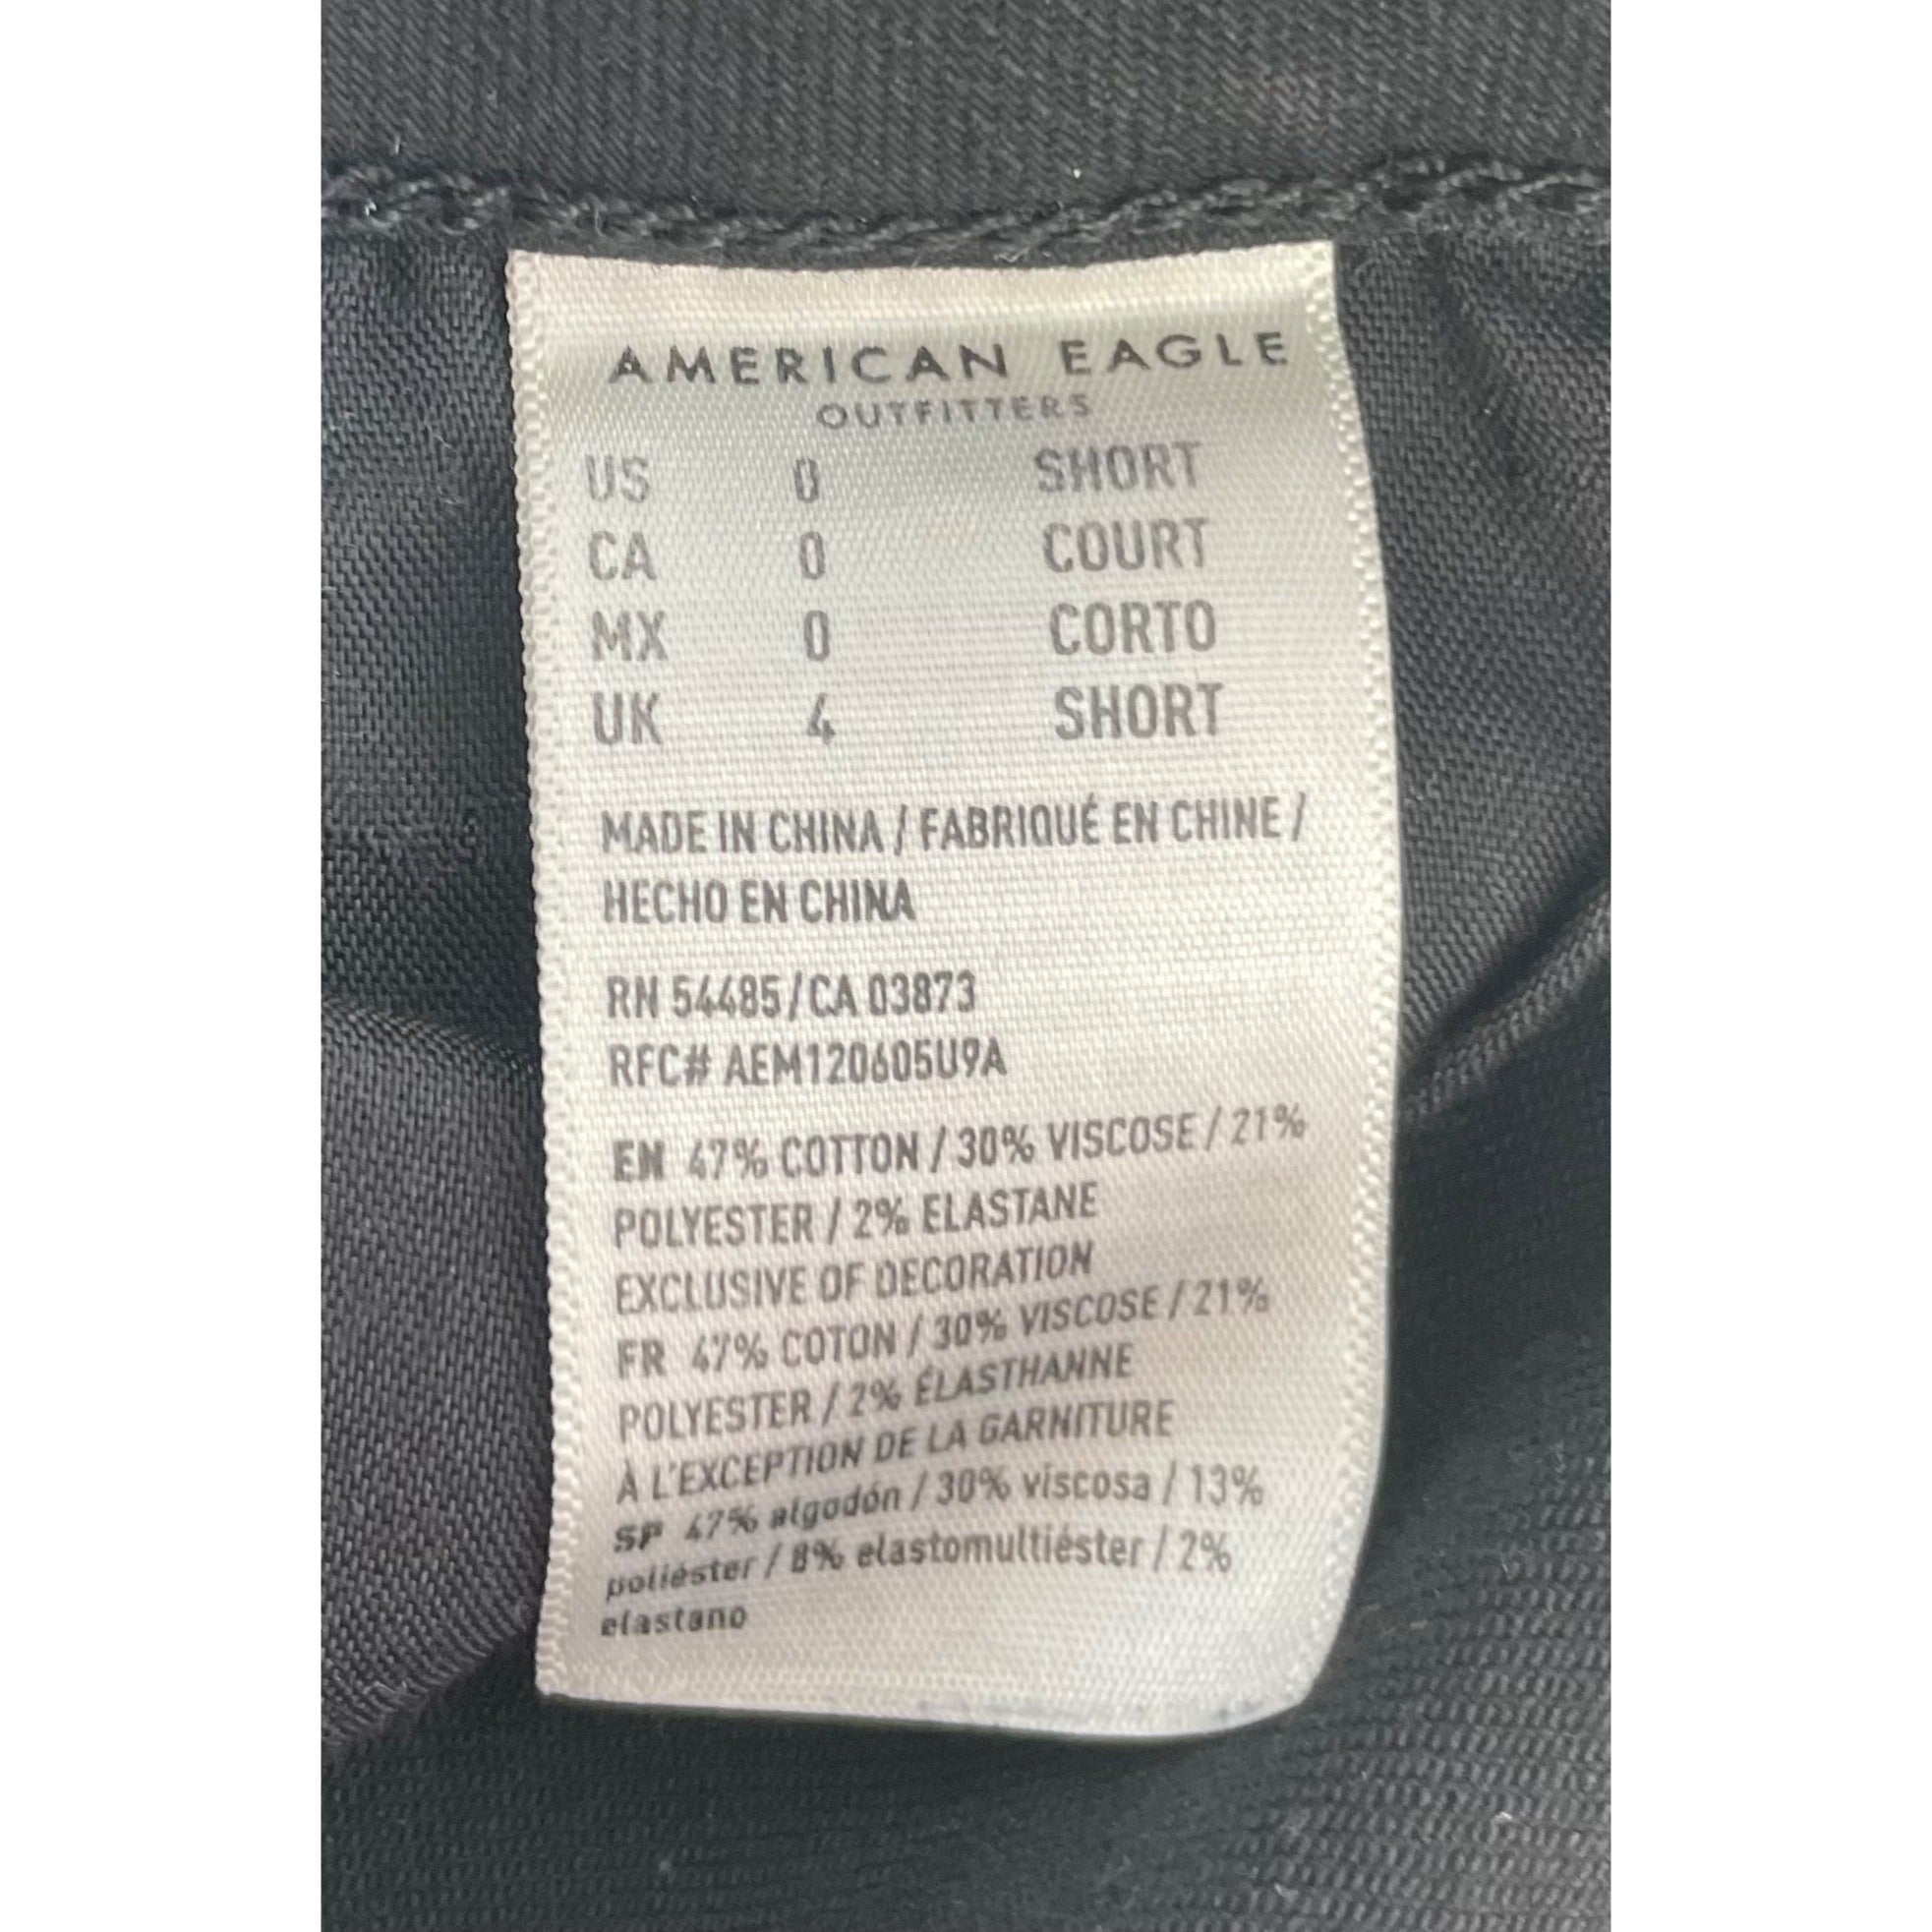 AMERICAN EAGLE
OUTFITTERS
US 0 SHORT
CA 0 COURT
MX 0 CORTO
UK 4 SHORT
MADE IN CHINA / FABRIQUÉ EN CHINE /
HECHO EN CHINA
RN 54485/CA 03873
RFC# AEM120605U9A
EN 47% COTTON / 30% VISCOSE / 21%
POLYESTER / 2% ELASTANE
EXCLUSIVE OF DECORATION
FR 47% COTON / 30% VISCOSE / 21%
POLYESTER / 2% ÉLASTHANNE
À L'EXCEPTION DE LA GARNITURE
SP 47% algodón / 30% viscosa / 13%
poliéster / 8% elastomultiéster / 2%
elastano